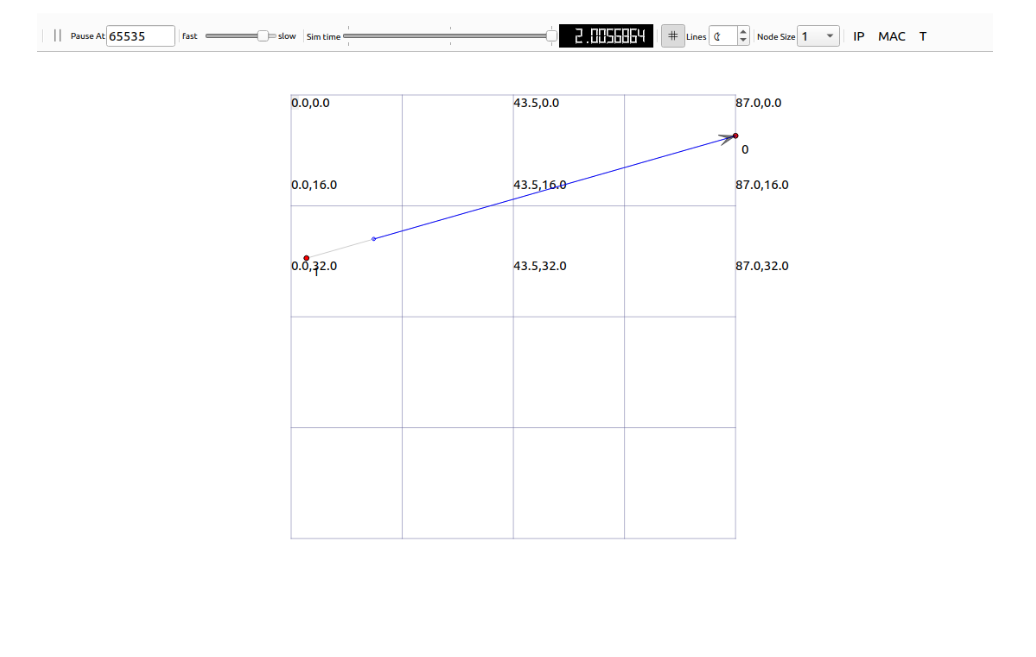 Pause At 65535 fast slow Sim time 2.0056864 # Lines Node Size 1 IP MAC T
0.0,0.0 43.5,0.0 87.0,0.0
0
0.0,16.0 43.5,16.0 87.0,16.0
0.0,32.0 43.5,32.0 87.0,32.0
1